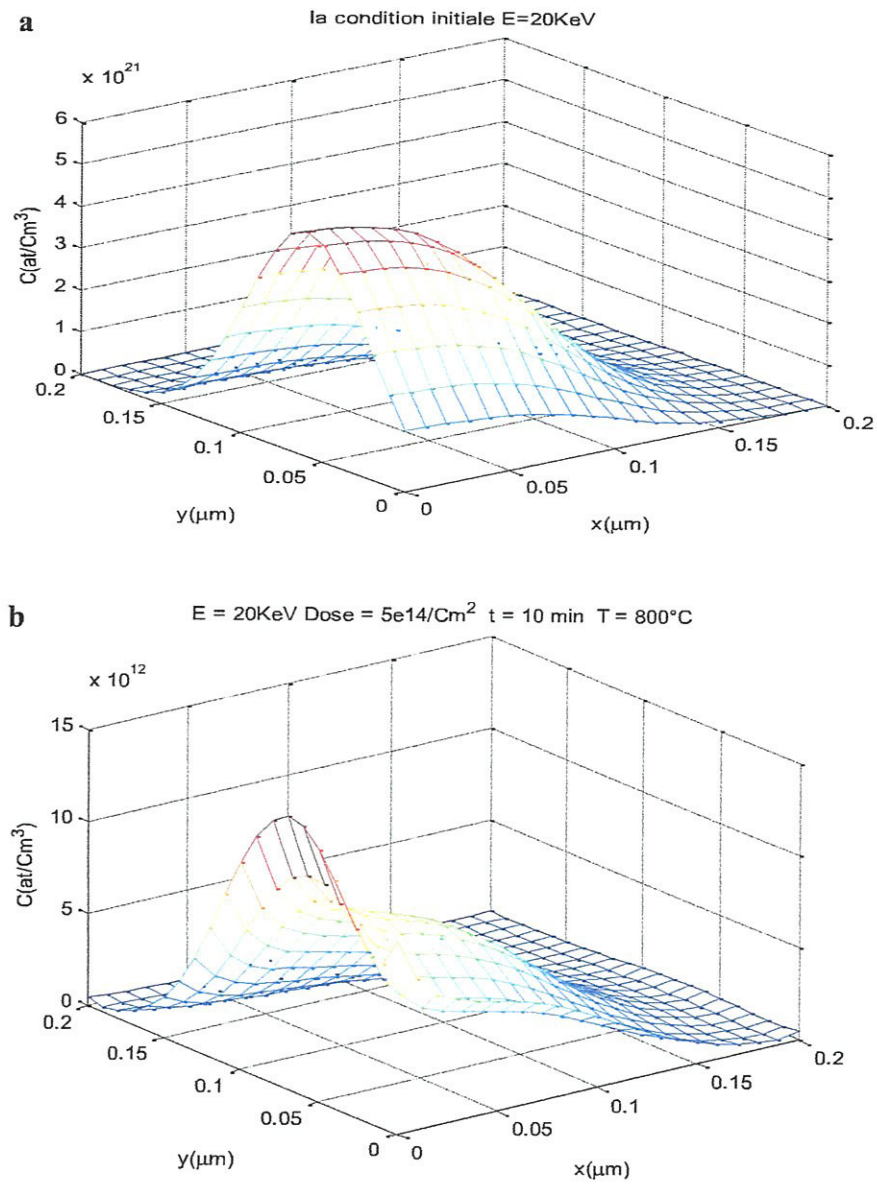 a
la condition initiale E=20KeV
x 10^21
6
5
4
3
2
1
0
C(at/Cm^3)
0.2
0.15
0.1
0.05
0
y(µm)
0
0.05
0.1
0.15
0.2
x(µm)
b
E = 20KeV Dose = 5e14/Cm^2 t = 10 min T = 800°C
x 10^12
15
10
5
0
C(at/Cm^3)
0.2
0.15
0.1
0.05
0
y(µm)
0
0.05
0.1
0.15
0.2
x(µm)